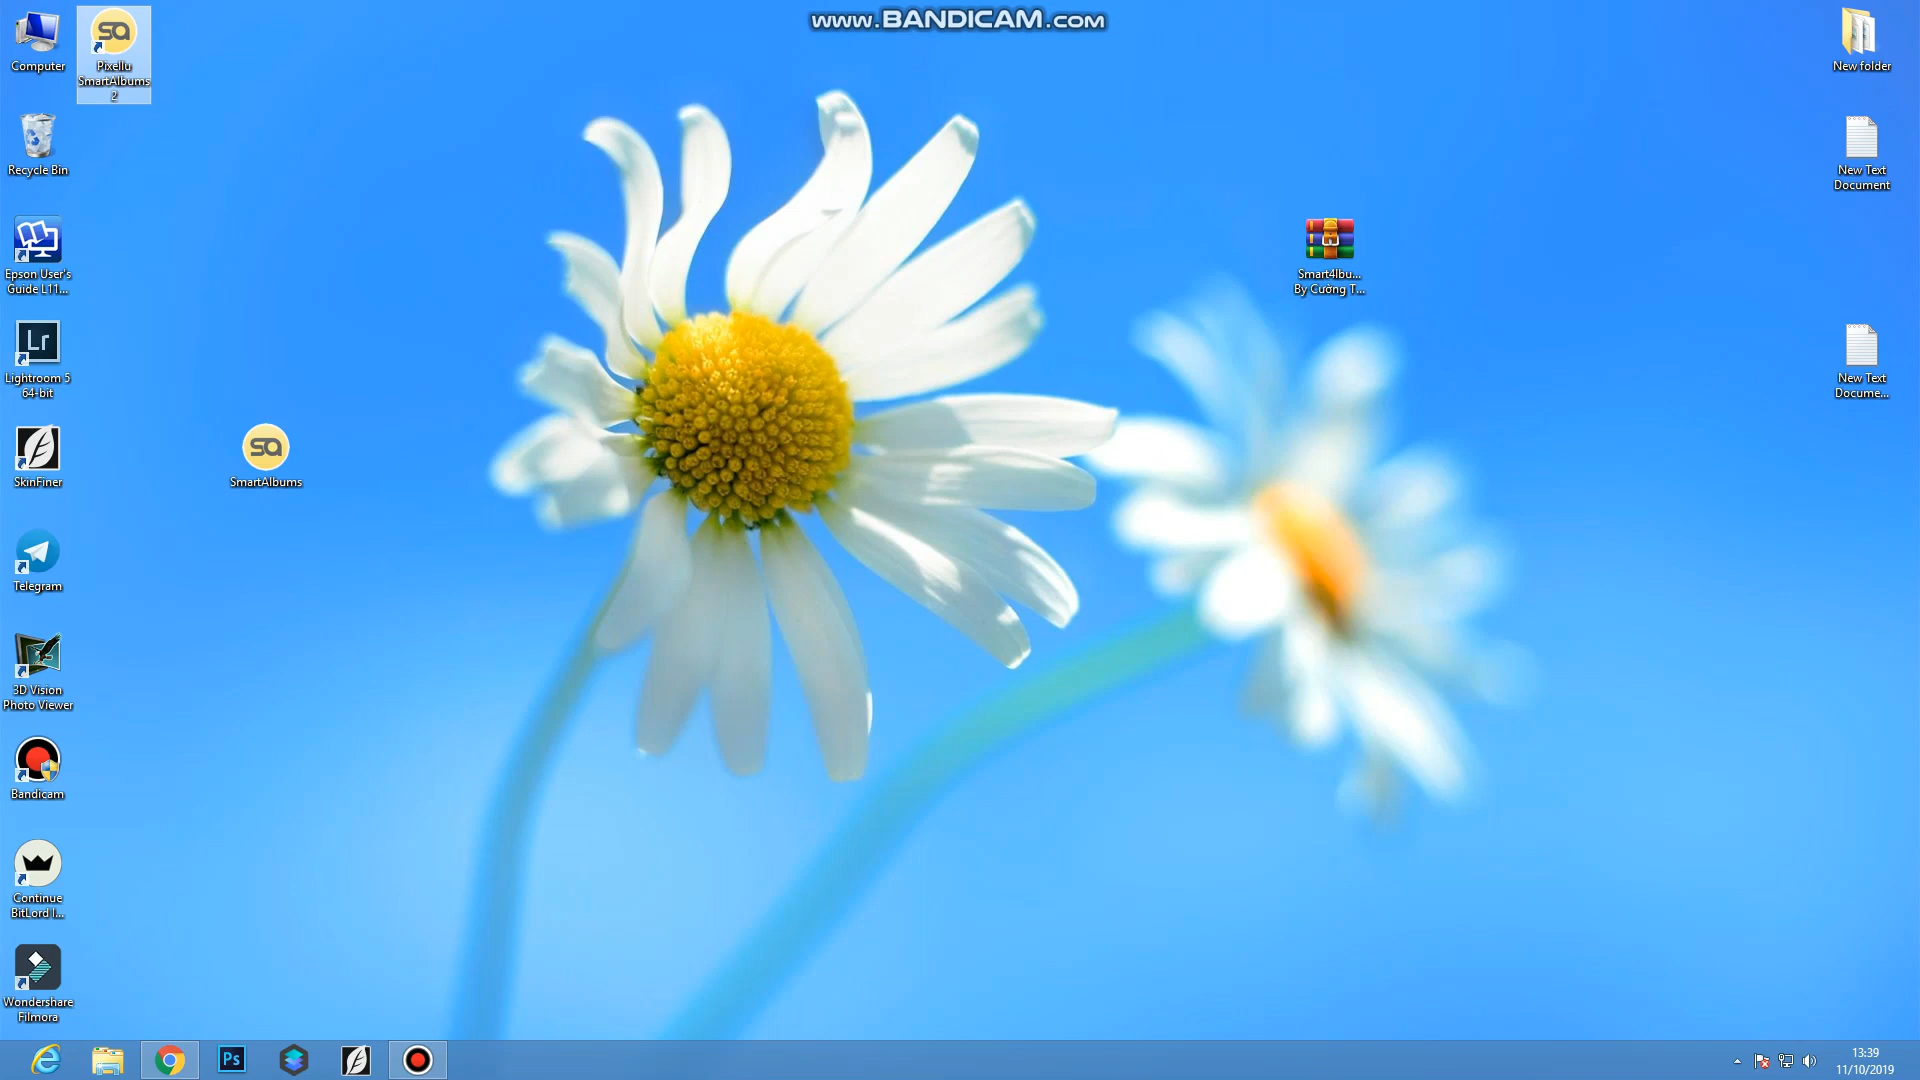 www.BANDICAM.com
Computer
sa
Pixellu
SmartAlbums
2
Recycle Bin
Epson User's
Guide L11...
Lr
Lightroom 5
64-bit
SkinFiner
sa
SmartAlbums
Telegram
3D Vision
Photo Viewer
Bandicam
Continue
BitLord I...
Wondershare
Filmora
Smart4lbu...
By Cường T...
New folder
New Text
Document
New Text
Docume...
Ps
13:39
11/10/2019